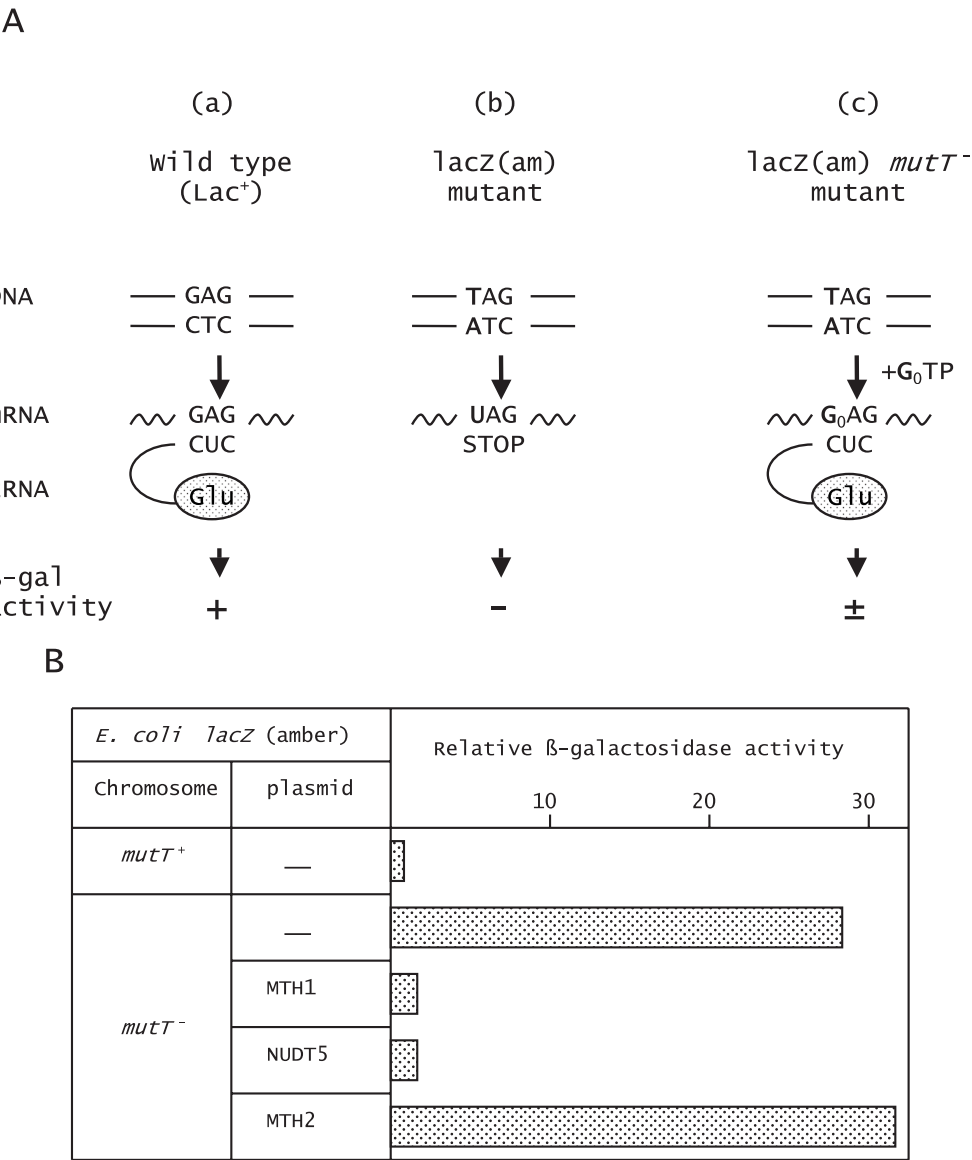 A
(a) (b) (c)
Wild type lacZ(am) lacZ(am) mutT⁻
(Lac⁺) mutant mutant
GAG TAG TAG
CTC ATC ATC
+G₀TP
GAG UAG G₀AG
CUC STOP CUC
Glu Glu
-gal
+ − ±
B
E. coli lacZ (amber)
Relative ß-galactosidase activity
Chromosome plasmid
10 20 30
mutT⁺ —
—
MTH1
mutT⁻
NUDT5
MTH2